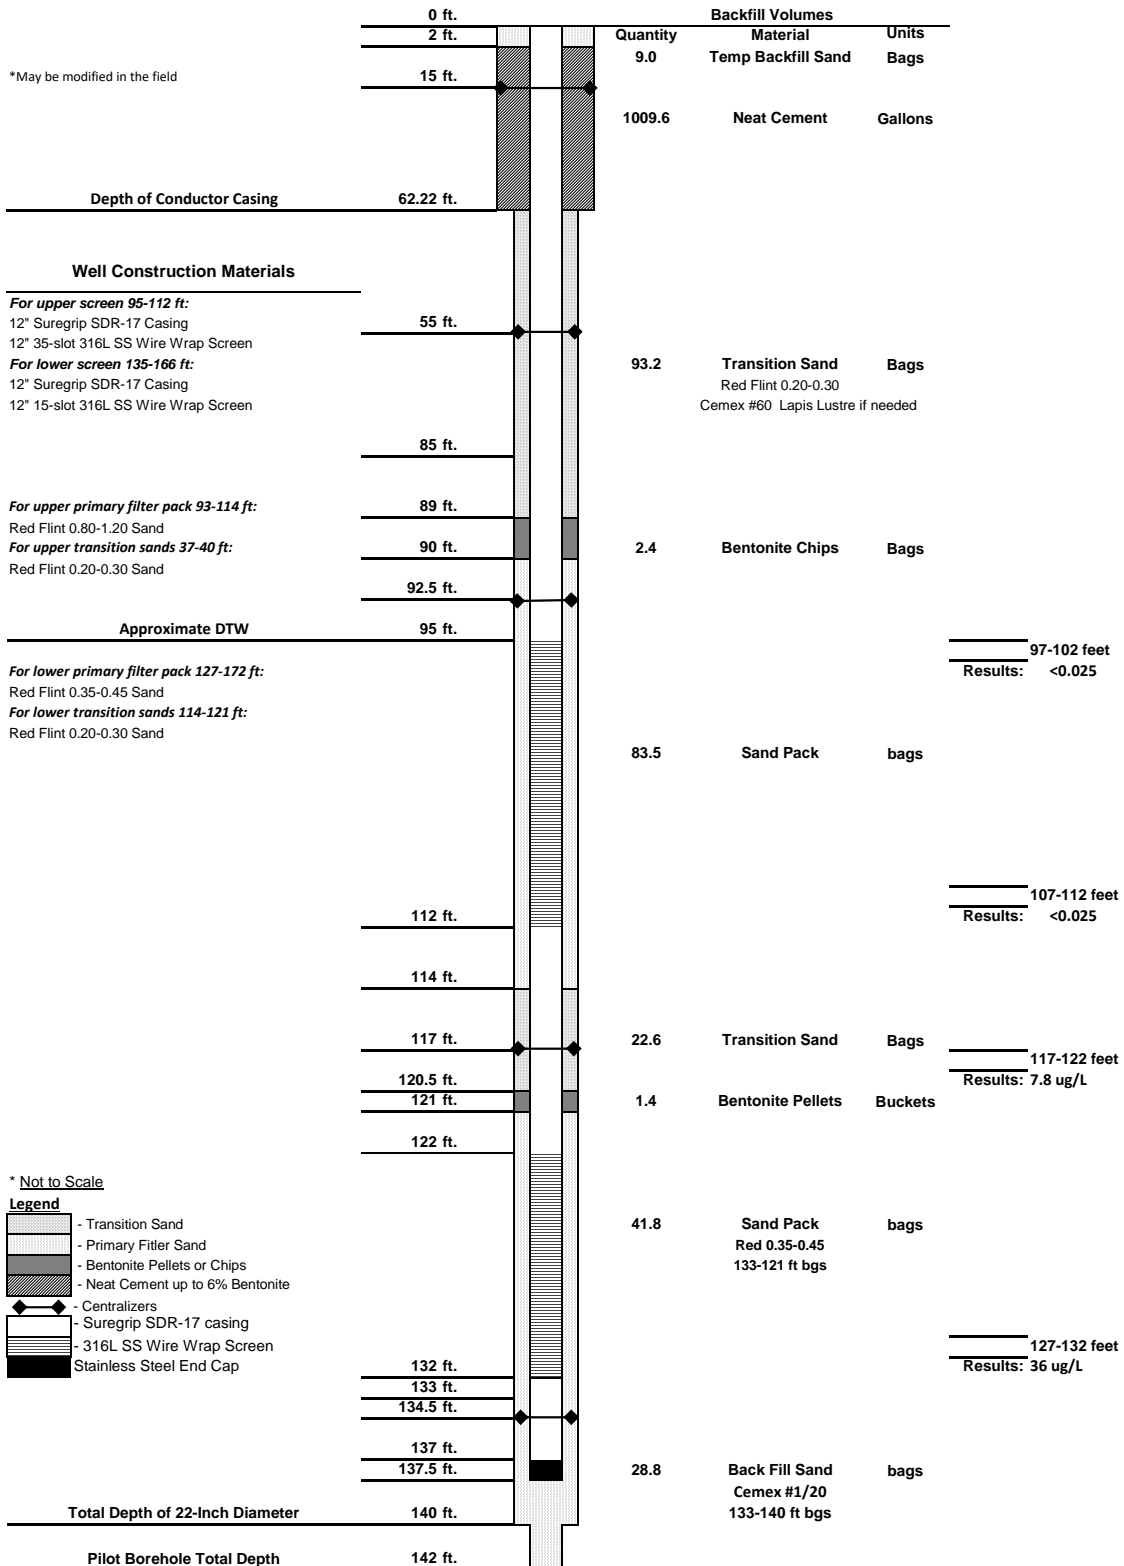 0 ft.
Backfill Volumes
2 ft.
Quantity Material Units
9.0 Temp Backfill Sand Bags
*May be modified in the field
15 ft.
1009.6 Neat Cement Gallons
Depth of Conductor Casing 62.22 ft.
Well Construction Materials
For upper screen 95-112 ft:
12" Suregrip SDR-17 Casing
55 ft.
12" 35-slot 316L SS Wire Wrap Screen
For lower screen 135-166 ft:
93.2 Transition Sand Bags
12" Suregrip SDR-17 Casing
Red Flint 0.20-0.30
12" 15-slot 316L SS Wire Wrap Screen
Cemex #60 Lapis Lustre if needed
85 ft.
For upper primary filter pack 93-114 ft:
89 ft.
Red Flint 0.80-1.20 Sand
For upper transition sands 37-40 ft:
90 ft.
2.4 Bentonite Chips Bags
Red Flint 0.20-0.30 Sand
92.5 ft.
Approximate DTW 95 ft.
97-102 feet
Results: <0.025
For lower primary filter pack 127-172 ft:
Red Flint 0.35-0.45 Sand
For lower transition sands 114-121 ft:
Red Flint 0.20-0.30 Sand
83.5 Sand Pack bags
107-112 feet
Results: <0.025
112 ft.
114 ft.
117 ft.
22.6 Transition Sand Bags
117-122 feet
Results: 7.8 ug/L
120.5 ft.
121 ft.
1.4 Bentonite Pellets Buckets
122 ft.
* Not to Scale
Legend
- Transition Sand
- Primary Fitler Sand
- Bentonite Pellets or Chips
- Neat Cement up to 6% Bentonite
- Centralizers
- Suregrip SDR-17 casing
- 316L SS Wire Wrap Screen
Stainless Steel End Cap
41.8 Sand Pack bags
Red 0.35-0.45
133-121 ft bgs
127-132 feet
Results: 36 ug/L
132 ft.
133 ft.
134.5 ft.
137 ft.
137.5 ft.
28.8 Back Fill Sand bags
Cemex #1/20
133-140 ft bgs
Total Depth of 22-Inch Diameter 140 ft.
Pilot Borehole Total Depth 142 ft.